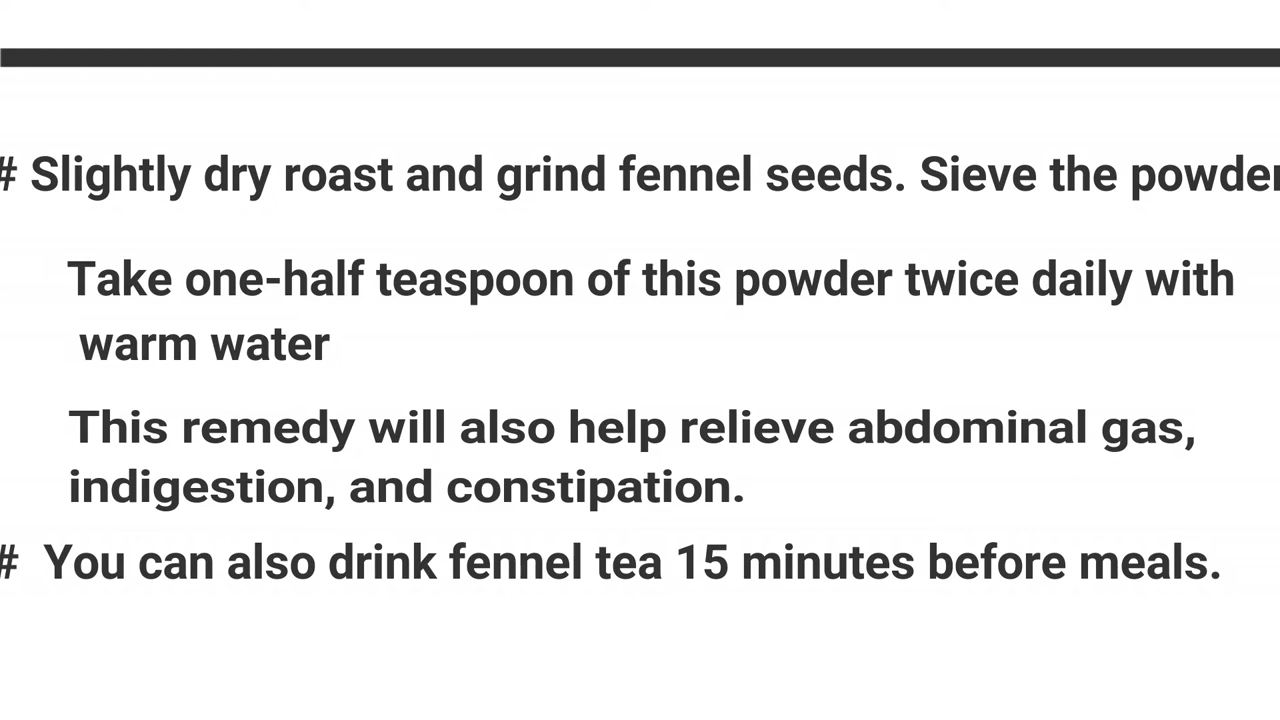 # Slightly dry roast and grind fennel seeds. Sieve the powder
Take one-half teaspoon of this powder twice daily with
warm water
This remedy will also help relieve abdominal gas,
indigestion, and constipation.
# You can also drink fennel tea 15 minutes before meals.